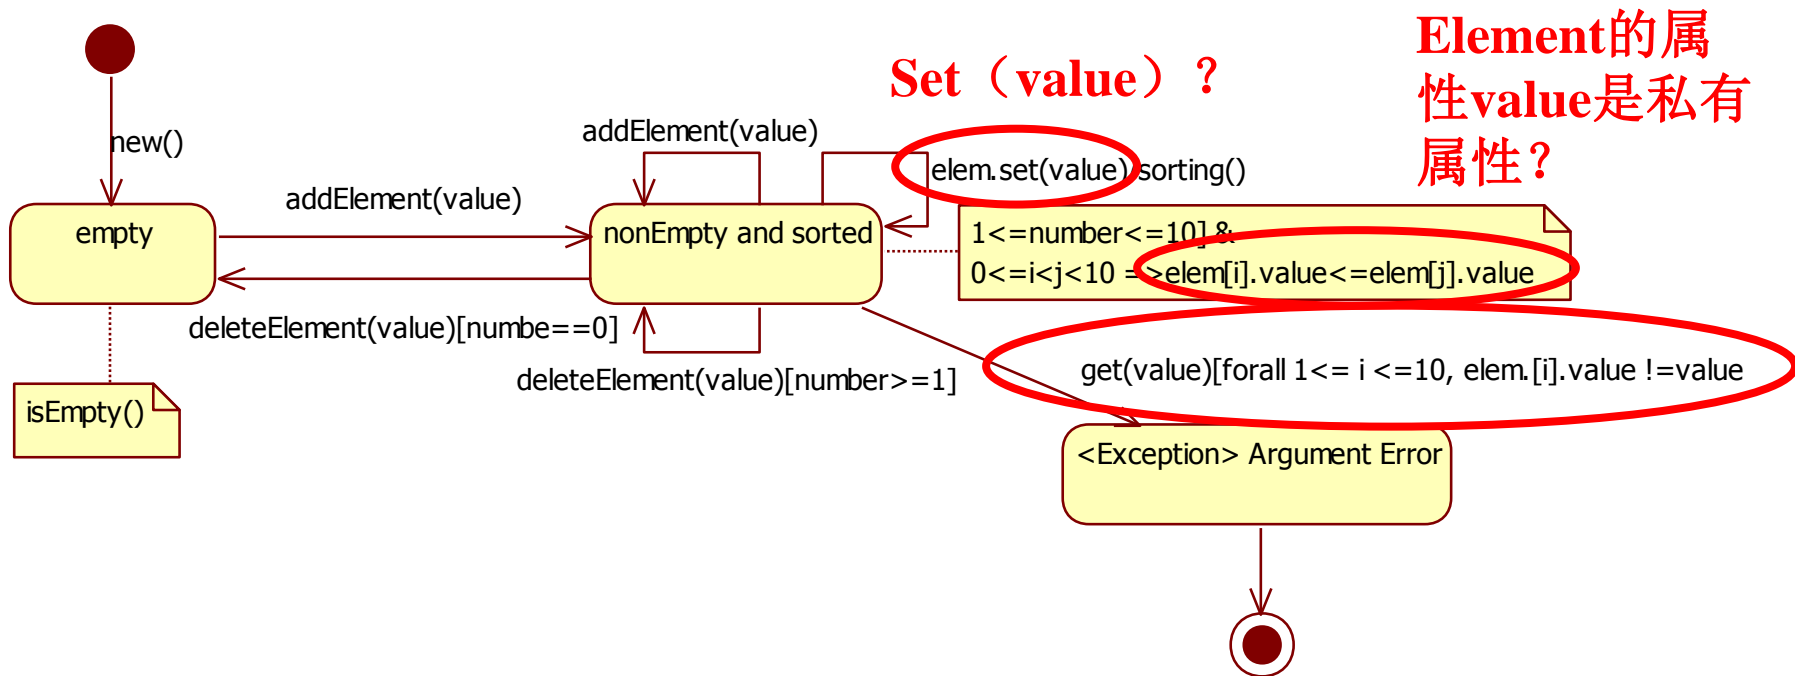 Element的属
性value是私有
属性？
Set（value）？
new()
addElement(value)
elem.set(value) sorting()
addElement(value)
empty
nonEmpty and sorted
1<=number<=10] &
0<=i<j<10 =>elem[i].value<=elem[j].value
deleteElement(value)[numbe==0]
deleteElement(value)[number>=1]
get(value)[forall 1<= i <=10, elem.[i].value !=value
isEmpty()
<Exception> Argument Error